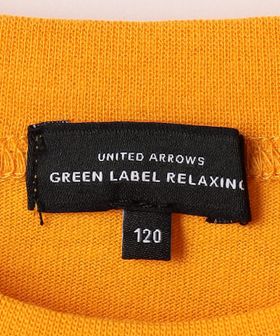 UNITED ARROWS
GREEN LABEL RELAXING
120